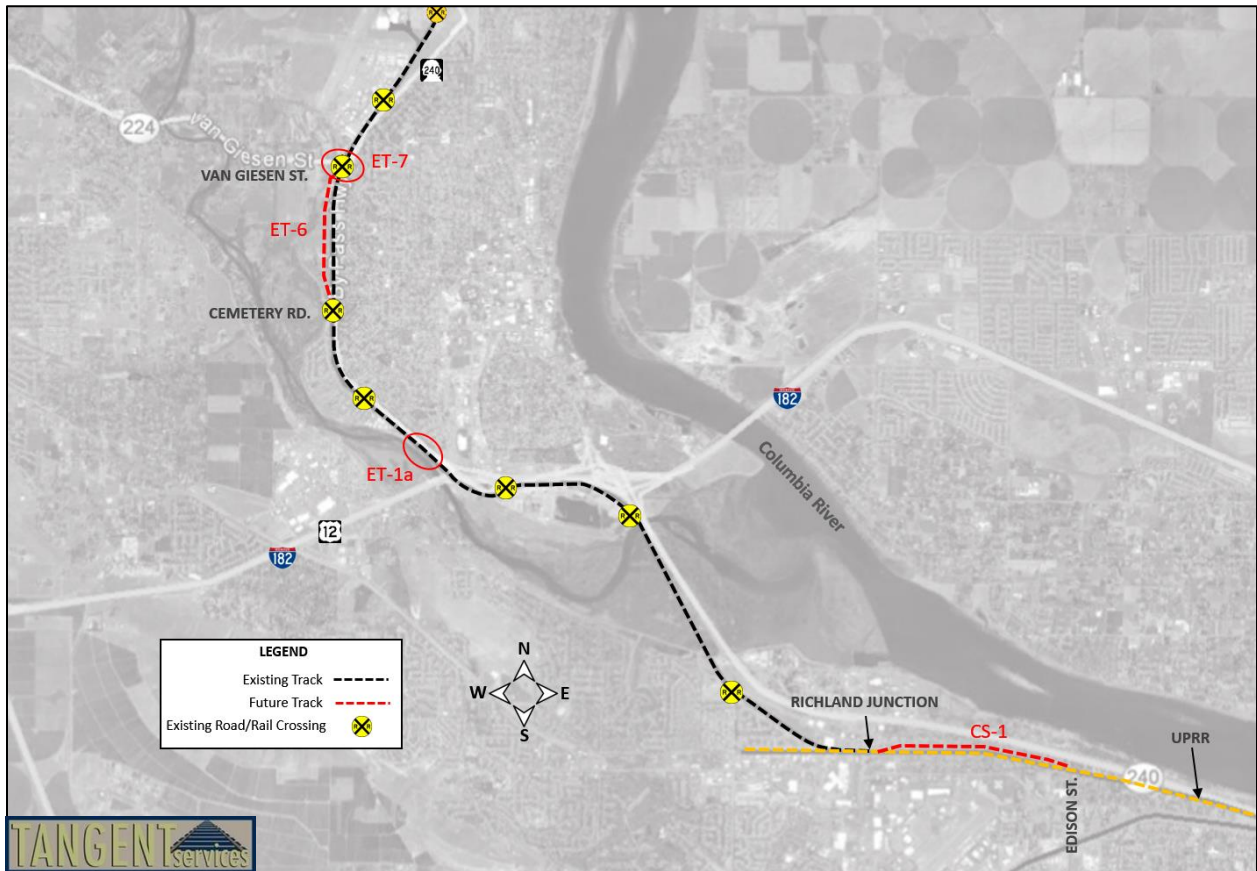 240
224
Van Giesen St
VAN GIESEN ST.
ET-7
ET-6
CEMETERY RD.
182
ET-1a
Columbia River
12
182
LEGEND
Existing Track
Future Track
Existing Road/Rail Crossing
N
W E
S
RICHLAND JUNCTION
CS-1
UPRR
240
EDISON ST.
TANGENT services